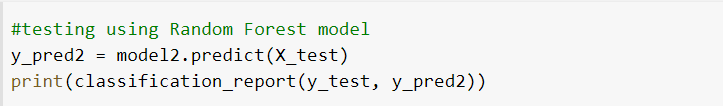 #testing using Random Forest model
y_pred2 = model2.predict(X_test)
print(classification_report(y_test, y_pred2))